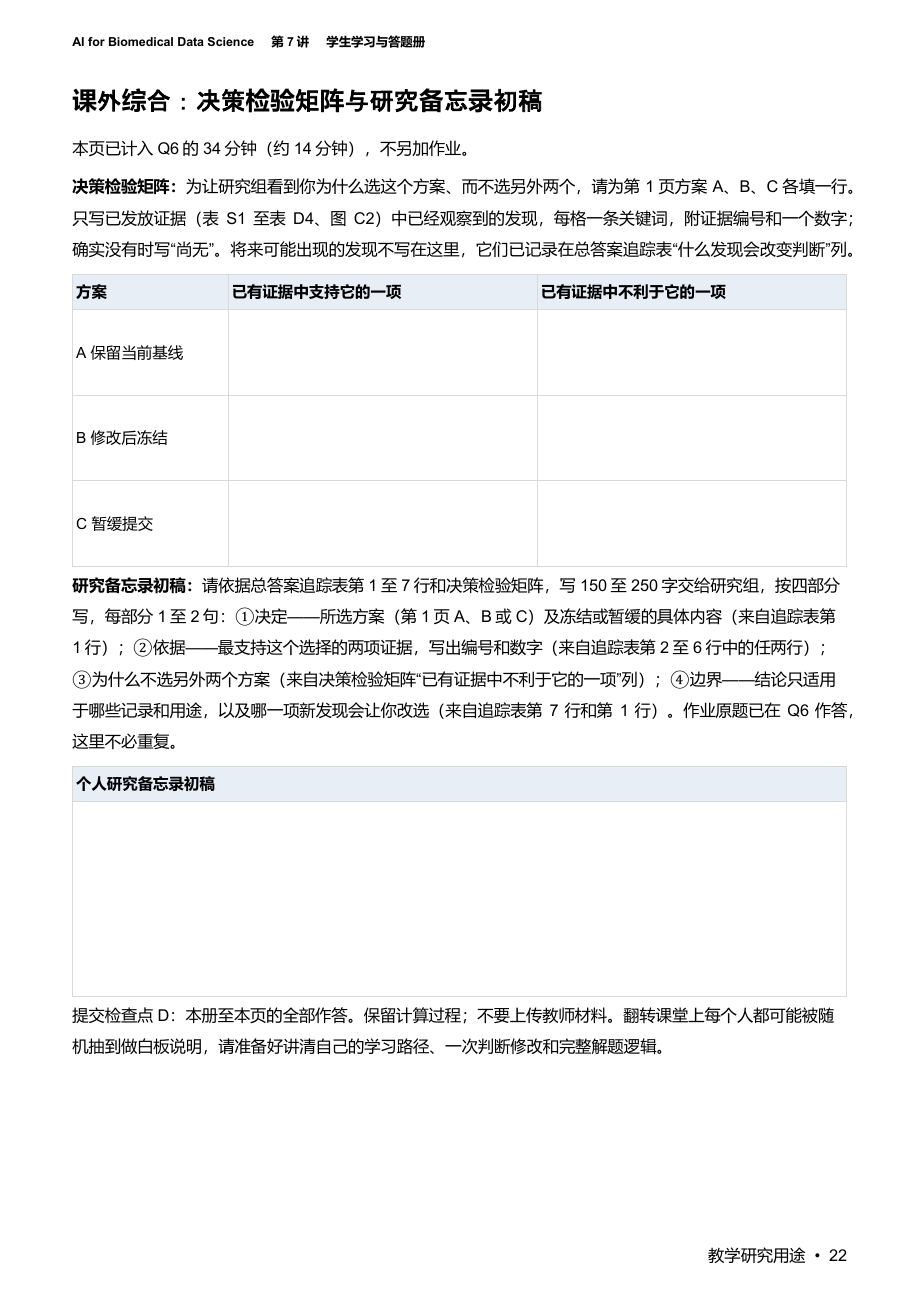 AI for Biomedical Data Science 第 7 讲 学生学习与答题册
课外综合：决策检验矩阵与研究备忘录初稿
本页已计入 Q6 的 34 分钟（约 14 分钟），不另加作业。
决策检验矩阵：为让研究组看到你为什么选这个方案、而不选另外两个，请为第 1 页方案 A、B、C 各填一行。
只写已发放证据（表 S1 至表 D4、图 C2）中已经观察到的发现，每格一条关键词，附证据编号和一个数字；
确实没有时写“尚无”。将来可能出现的发现不写在这里，它们已记录在总答案追踪表“什么发现会改变判断”列。
方案 已有证据中支持它的一项 已有证据中不利于它的一项
A 保留当前基线
B 修改后冻结
C 暂缓提交
研究备忘录初稿：请依据总答案追踪表第 1 至 7 行和决策检验矩阵，写 150 至 250 字交给研究组，按四部分
写，每部分 1 至 2 句：①决定——所选方案（第 1 页 A、B 或 C）及冻结或暂缓的具体内容（来自追踪表第
1 行）；②依据——最支持这个选择的两项证据，写出编号和数字（来自追踪表第 2 至 6 行中的任两行）；
③为什么不选另外两个方案（来自决策检验矩阵“已有证据中不利于它的一项”列）；④边界——结论只适用
于哪些记录和用途，以及哪一项新发现会让你改选（来自追踪表第 7 行和第 1 行）。作业原题已在 Q6 作答，
这里不必重复。
个人研究备忘录初稿
提交检查点 D：本册至本页的全部作答。保留计算过程；不要上传教师材料。翻转课堂上每个人都可能被随
机抽到做白板说明，请准备好讲清自己的学习路径、一次判断修改和完整解题逻辑。
教学研究用途 • 22